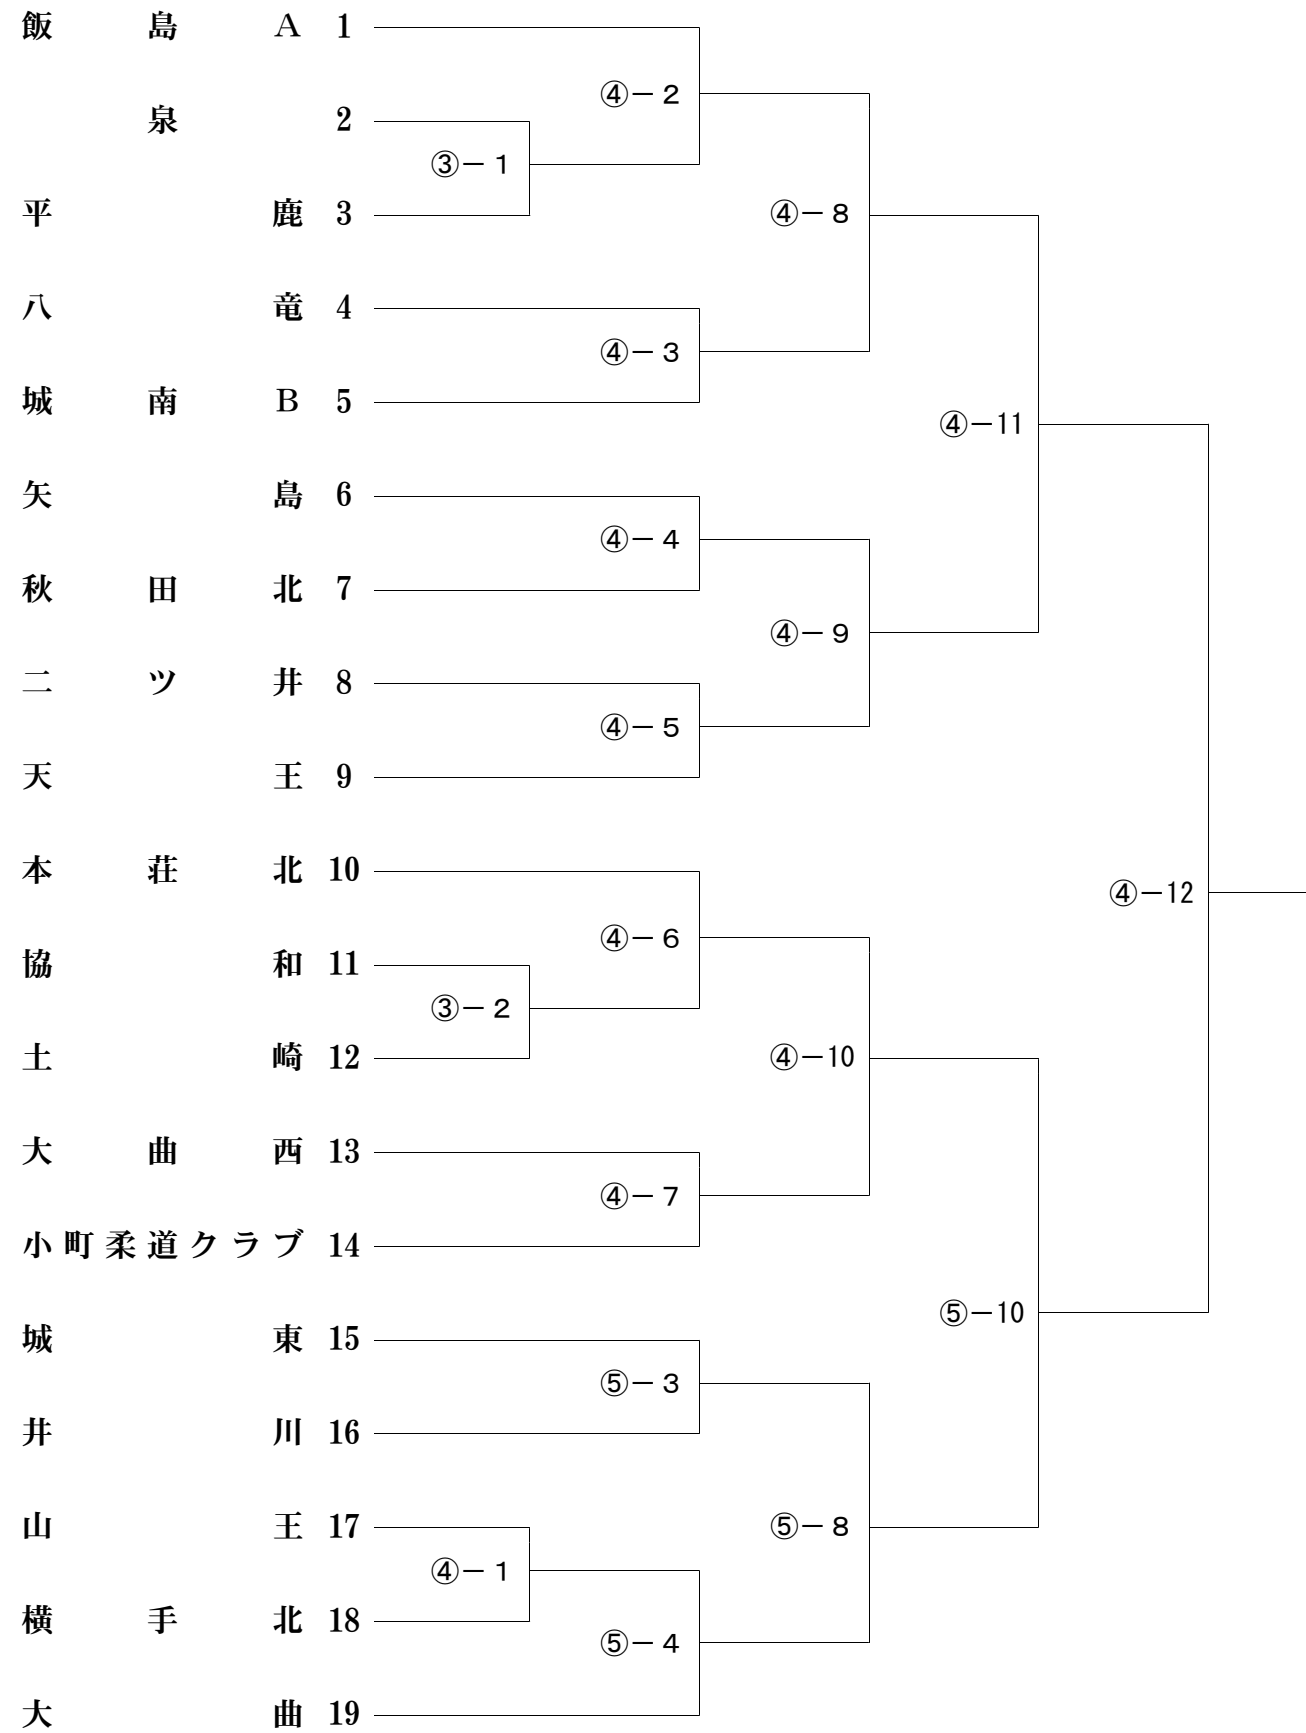 飯島Ａ 1
④－２
泉 2
③－１
平鹿 3
④－８
八竜 4
④－３
城南Ｂ 5
④－11
矢島 6
④－４
秋田北 7
④－９
二ツ井 8
④－５
天王 9
本荘北 10
④－12
④－６
協和 11
③－２
土崎 12
④－10
大曲西 13
④－７
小町柔道クラブ 14
⑤－10
城東 15
⑤－３
井川 16
山王 17
⑤－８
④－１
横手北 18
⑤－４
大曲 19